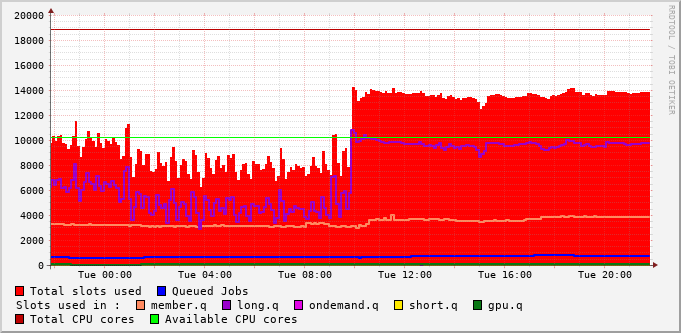 RRDTOOL / TOBI OETIKER
20000
18000
16000
14000
12000
10000
8000
6000
4000
2000
0
Tue 00:00 Tue 04:00 Tue 08:00 Tue 12:00 Tue 16:00 Tue 20:00
Total slots used Queued Jobs
Slots used in : member.q long.q ondemand.q short.q gpu.q
Total CPU cores Available CPU cores